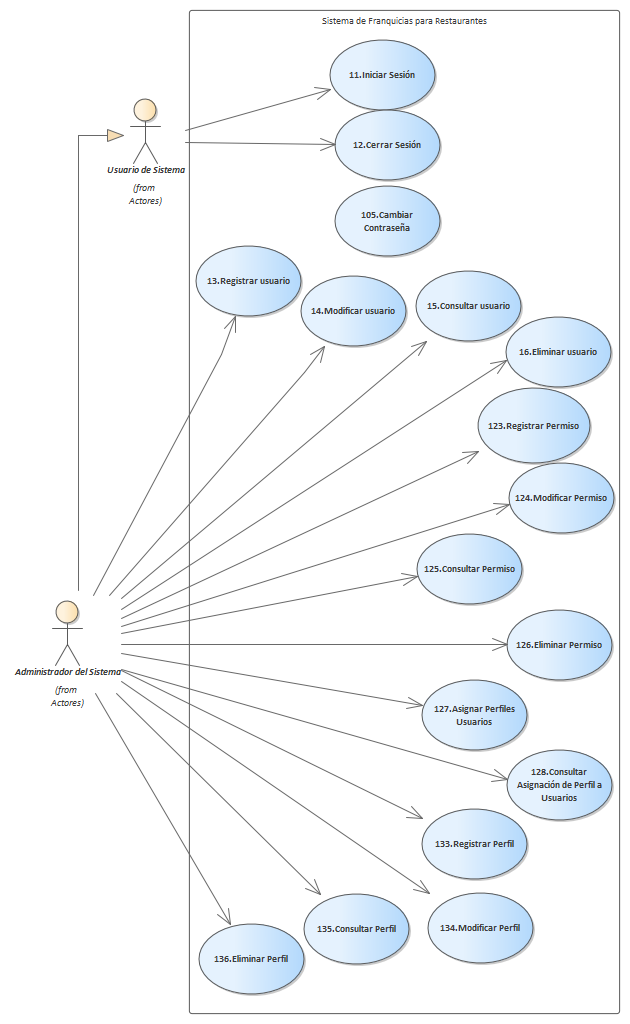 Sistema de Franquicias para Restaurantes
11.Iniciar Sesión
12.Cerrar Sesión
Usuario de Sistema
(from
Actores)
105.Cambiar
Contraseña
13.Registrar usuario
14.Modificar usuario
15.Consultar usuario
16.Eliminar usuario
123.Registrar Permiso
124.Modificar Permiso
125.Consultar Permiso
126.Eliminar Permiso
Administrador del Sistema
(from
Actores)
127.Asignar Perfiles
Usuarios
128.Consultar
Asignación de Perfil a
Usuarios
133.Registrar Perfil
134.Modificar Perfil
135.Consultar Perfil
136.Eliminar Perfil